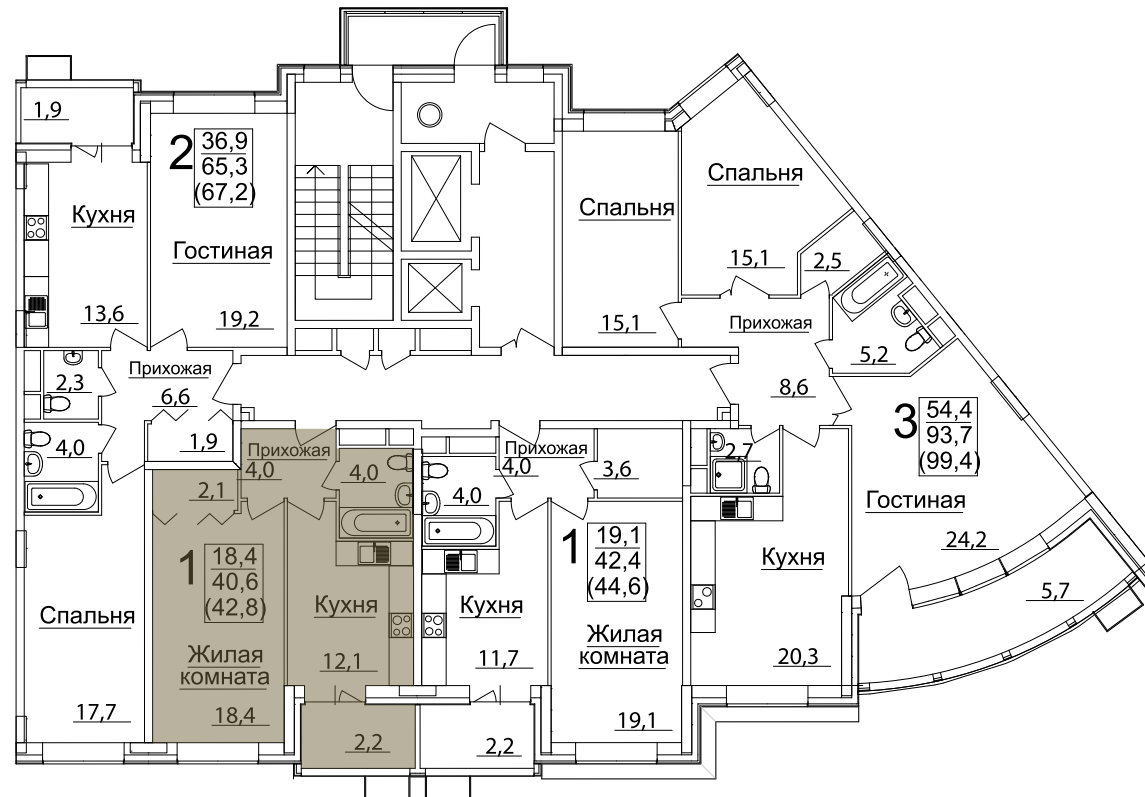 1,9
2
36,9
65,3
(67,2)
Кухня
Гостиная
13,6
19,2
Спальня
15,1
Спальня
15,1
2,5
Прихожая
5,2
8,6
Прихожая
6,6
2,3
4,0
1,9
3
54,4
93,7
(99,4)
Гостиная
24,2
5,7
2,7
Кухня
20,3
Прихожая
4,0
4,0
2,1
1
18,4
40,6
(42,8)
Кухня
12,1
Жилая
комната
18,4
2,2
Прихожая
4,0
3,6
4,0
1
19,1
42,4
(44,6)
Кухня
11,7
Жилая
комната
19,1
2,2
Спальня
17,7